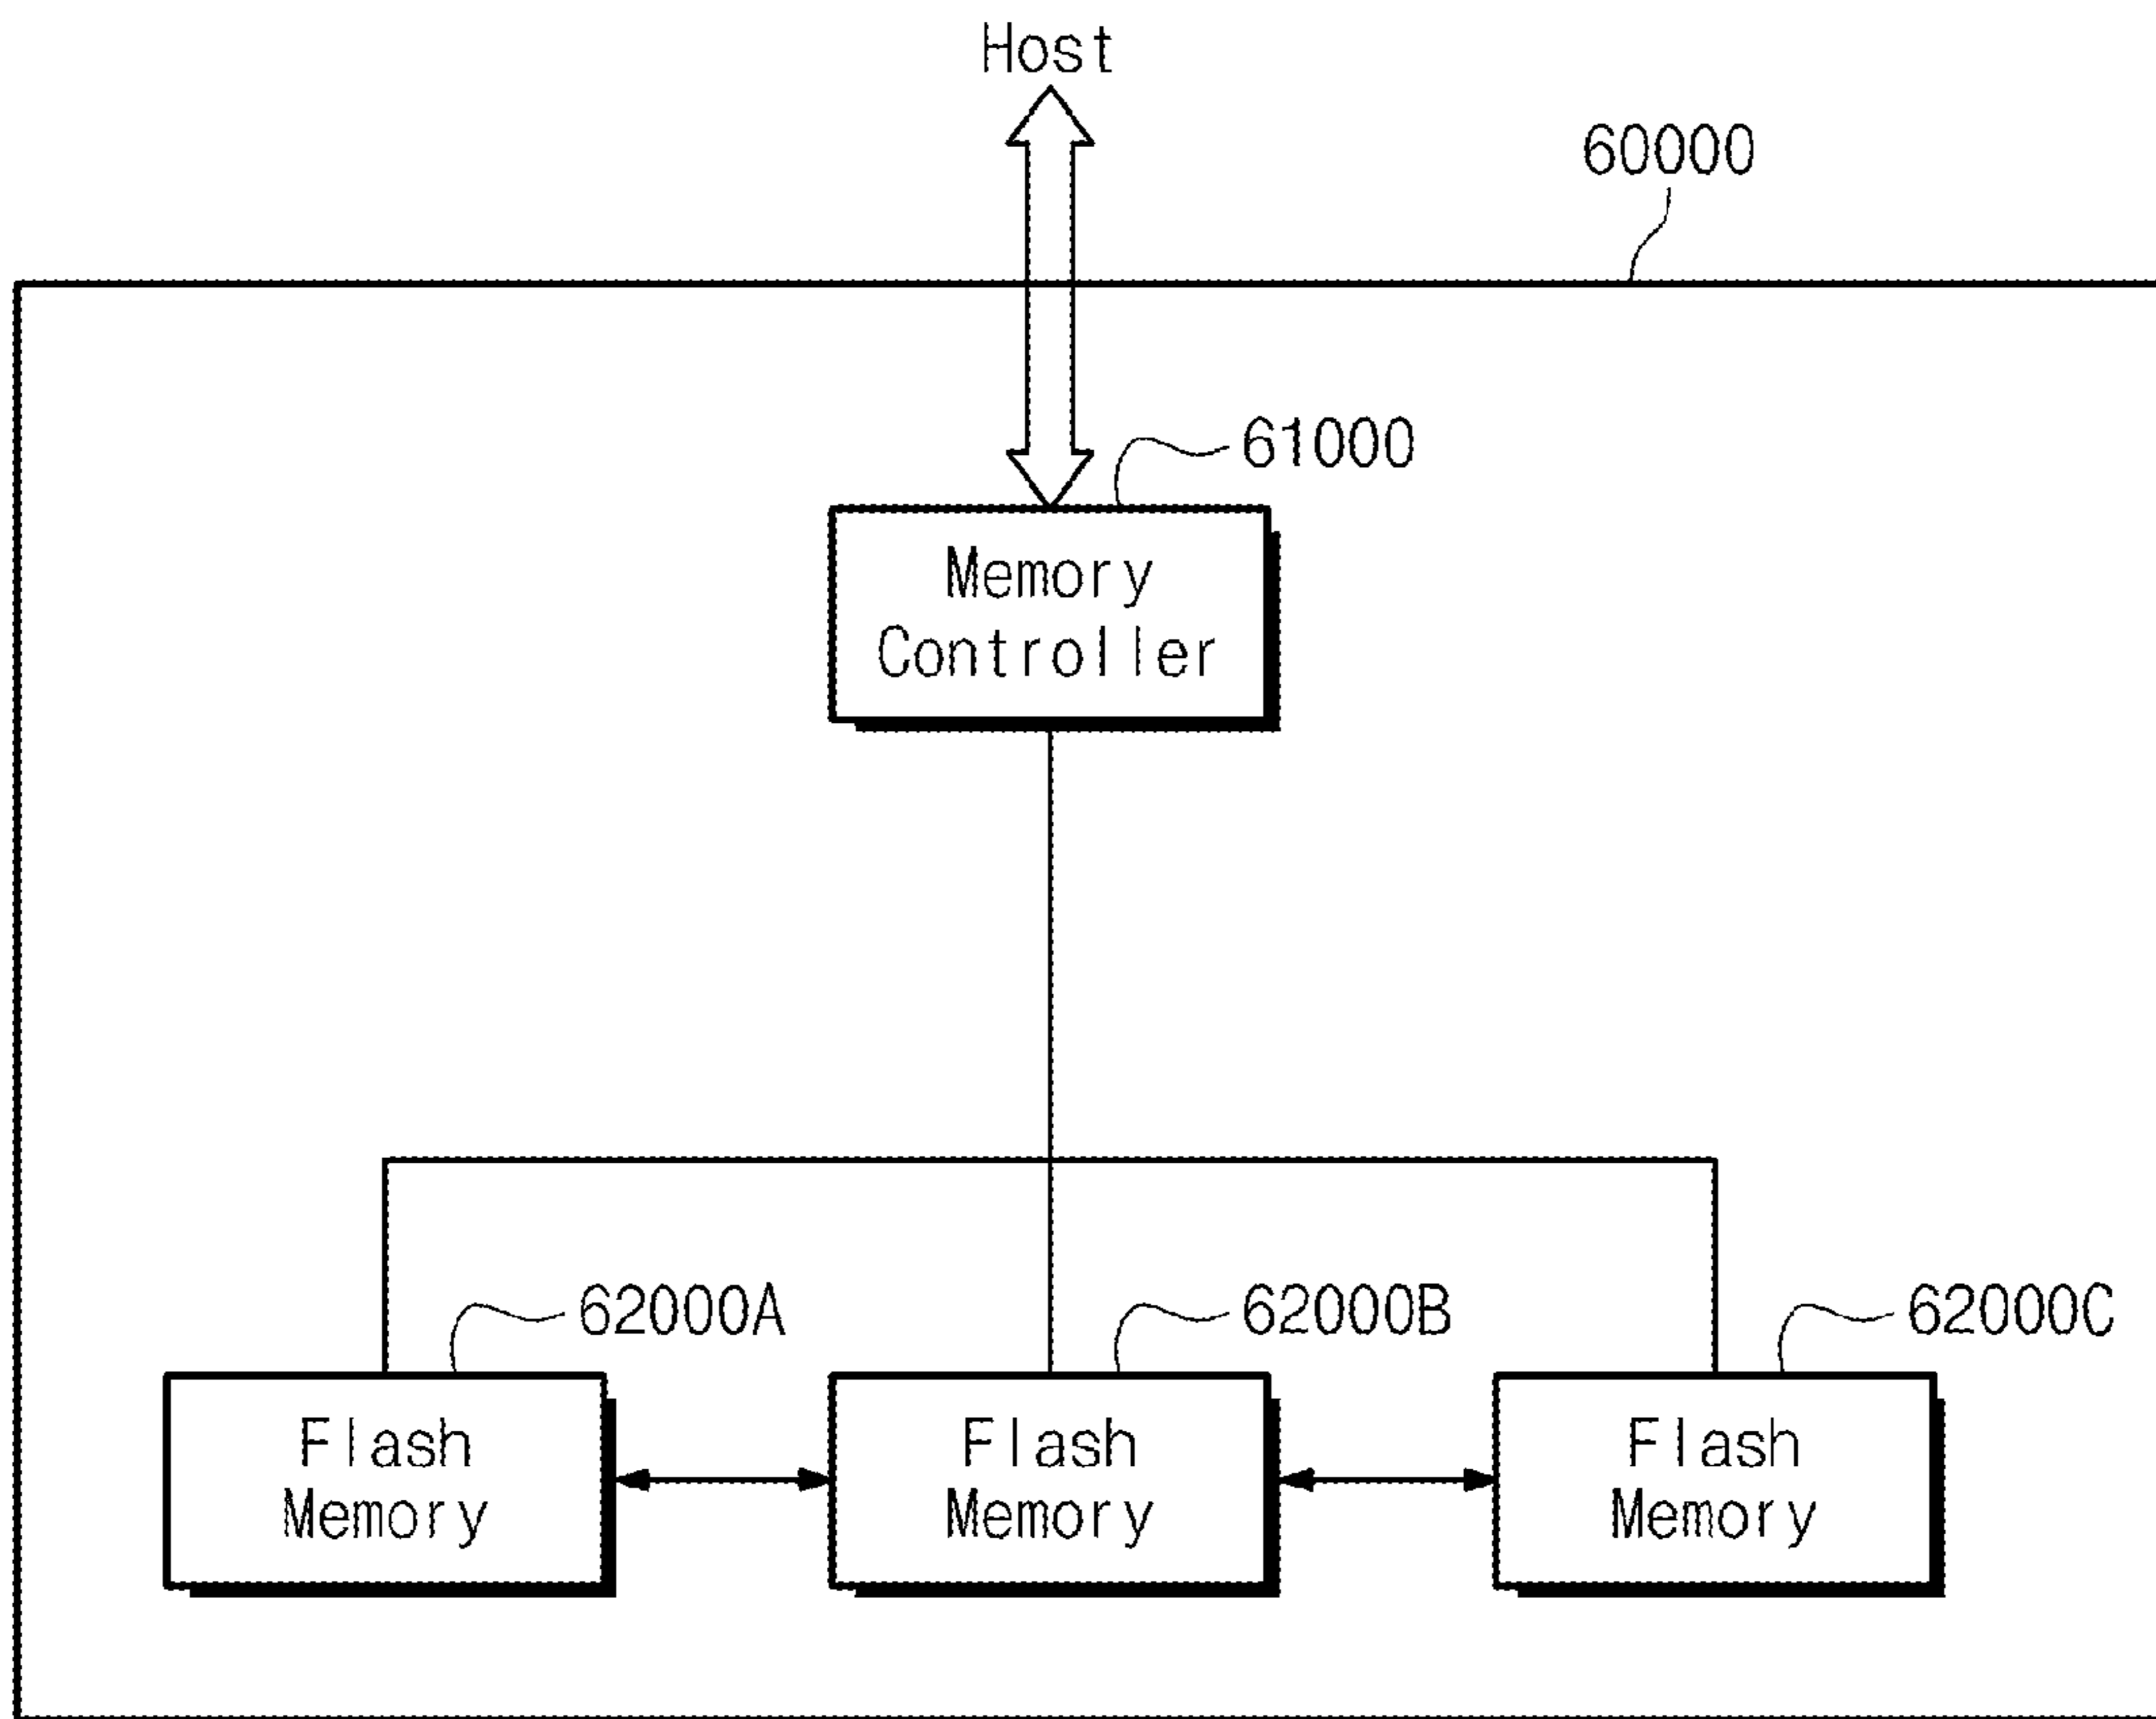 Host
60000
61000
Memory
Controller
62000A
62000B
62000C
Flash
Memory
Flash
Memory
Flash
Memory